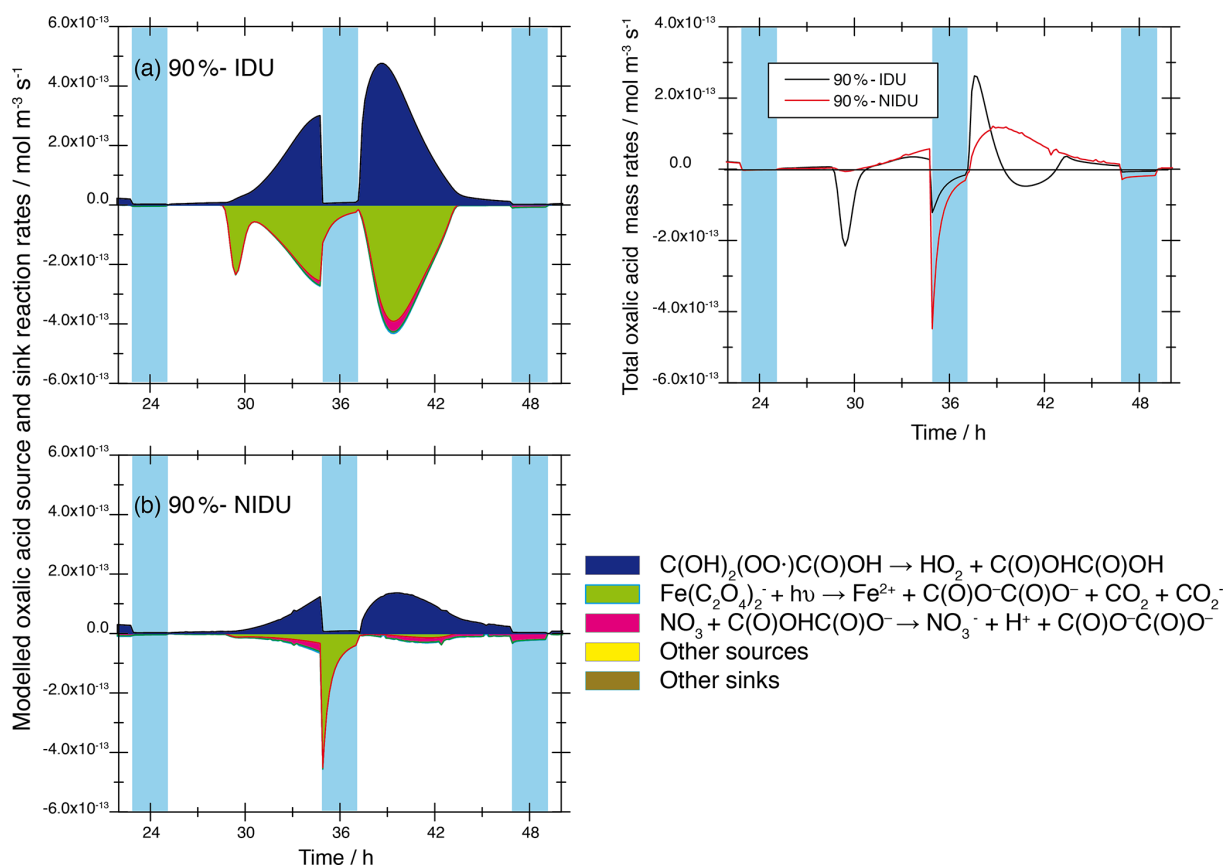 Modelled oxalic acid source and sink reaction rates / mol m⁻³ s⁻¹
6.0x10⁻¹³
4.0x10⁻¹³
2.0x10⁻¹³
0.0
-2.0x10⁻¹³
-4.0x10⁻¹³
-6.0x10⁻¹³
(a) 90%- IDU
24 30 36 42 48
Total oxalic acid mass rates / mol m⁻³ s⁻¹
4.0x10⁻¹³
2.0x10⁻¹³
0.0
-2.0x10⁻¹³
-4.0x10⁻¹³
-6.0x10⁻¹³
90%- IDU
90%- NIDU
24 30 36 42 48
Time / h
6.0x10⁻¹³
4.0x10⁻¹³
2.0x10⁻¹³
0.0
-2.0x10⁻¹³
-4.0x10⁻¹³
-6.0x10⁻¹³
(b) 90%- NIDU
24 30 36 42 48
Time / h
C(OH)₂(OO·)C(O)OH → HO₂ + C(O)OHC(O)OH
Fe(C₂O₄)₂⁻ + hυ → Fe²⁺ + C(O)O⁻C(O)O⁻ + CO₂ + CO₂⁻
NO₃ + C(O)OHC(O)O⁻ → NO₃⁻ + H⁺ + C(O)O⁻C(O)O⁻
Other sources
Other sinks